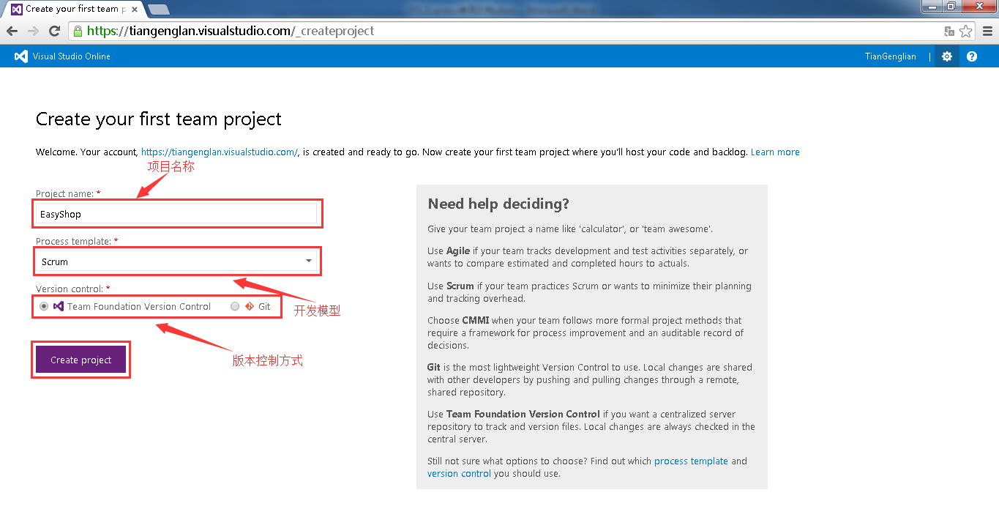 Create your first team p
https://tiangenglan.visualstudio.com/_createproject
Visual Studio Online
TianGenglian
Create your first team project
Welcome. Your account, https://tiangenglan.visualstudio.com/, is created and ready to go. Now create your first team project where you'll host your code and backlog. Learn more
项目名称
Project name: *
EasyShop
Process template: *
Scrum
Version control: *
Team Foundation Version Control
Git
开发模型
版本控制方式
Create project
Need help deciding?
Give your team project a name like 'calculator', or 'team awesome'.
Use Agile if your team tracks development and test activities separately, or
wants to compare estimated and completed hours to actuals.
Use Scrum if your team practices Scrum or wants to minimize their planning
and tracking overhead.
Choose CMMI when your team follows more formal project methods that
require a framework for process improvement and an auditable record of
decisions.
Git is the most lightweight Version Control to use. Local changes are shared
with other developers by pushing and pulling changes through a remote,
shared repository.
Use Team Foundation Version Control if you want a centralized server
repository to track and version files. Local changes are always checked in the
central server.
Still not sure what options to choose? Find out which process template and
version control you should use.